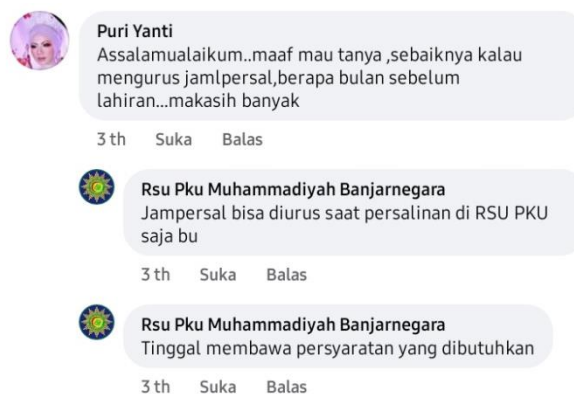 Puri Yanti
Assalamualaikum..maaf mau tanya ,sebaiknya kalau
mengurus jamlpersal,berapa bulan sebelum
lahiran...makasih banyak
3 th Suka Balas
Rsu Pku Muhammadiyah Banjarnegara
Jampersal bisa diurus saat persalinan di RSU PKU
saja bu
3 th Suka Balas
Rsu Pku Muhammadiyah Banjarnegara
Tinggal membawa persyaratan yang dibutuhkan
3 th Suka Balas